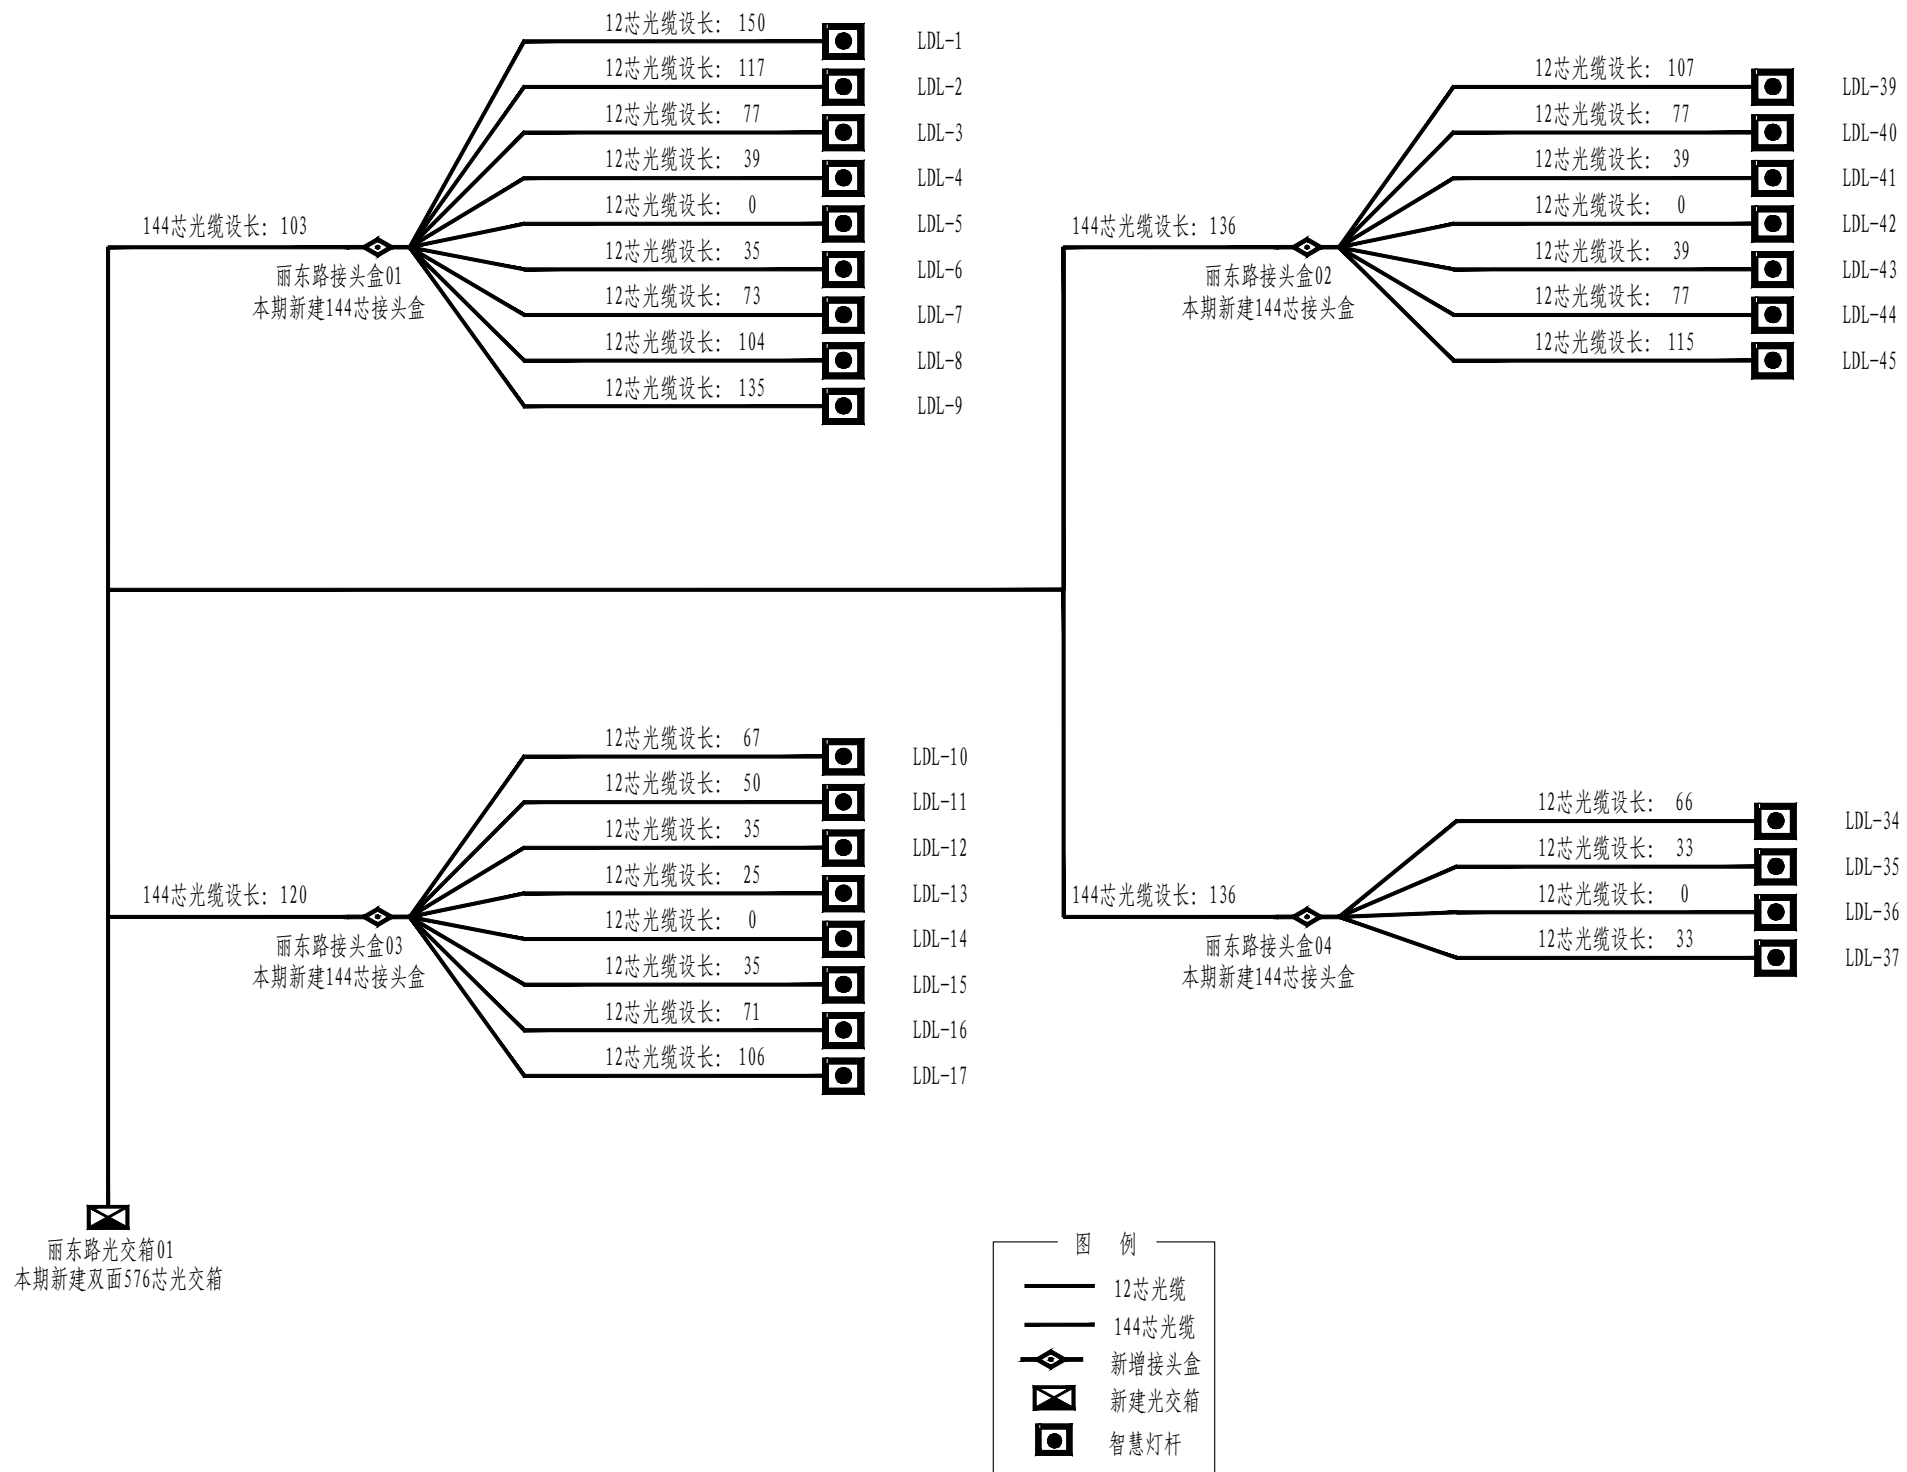 12芯光缆设长: 150
LDL-1
12芯光缆设长: 117
LDL-2
12芯光缆设长: 77
LDL-3
12芯光缆设长: 39
LDL-4
12芯光缆设长: 0
LDL-5
12芯光缆设长: 35
LDL-6
12芯光缆设长: 73
LDL-7
12芯光缆设长: 104
LDL-8
12芯光缆设长: 135
LDL-9
144芯光缆设长: 103
丽东路接头盒01
本期新建144芯接头盒
12芯光缆设长: 107
LDL-39
12芯光缆设长: 77
LDL-40
12芯光缆设长: 39
LDL-41
12芯光缆设长: 0
LDL-42
12芯光缆设长: 39
LDL-43
12芯光缆设长: 77
LDL-44
12芯光缆设长: 115
LDL-45
144芯光缆设长: 136
丽东路接头盒02
本期新建144芯接头盒
12芯光缆设长: 67
LDL-10
12芯光缆设长: 50
LDL-11
12芯光缆设长: 35
LDL-12
12芯光缆设长: 25
LDL-13
12芯光缆设长: 0
LDL-14
12芯光缆设长: 35
LDL-15
12芯光缆设长: 71
LDL-16
12芯光缆设长: 106
LDL-17
144芯光缆设长: 120
丽东路接头盒03
本期新建144芯接头盒
12芯光缆设长: 66
LDL-34
12芯光缆设长: 33
LDL-35
12芯光缆设长: 0
LDL-36
12芯光缆设长: 33
LDL-37
144芯光缆设长: 136
丽东路接头盒04
本期新建144芯接头盒
丽东路光交箱01
本期新建双面576芯光交箱
图 例
12芯光缆
144芯光缆
新增接头盒
新建光交箱
智慧灯杆